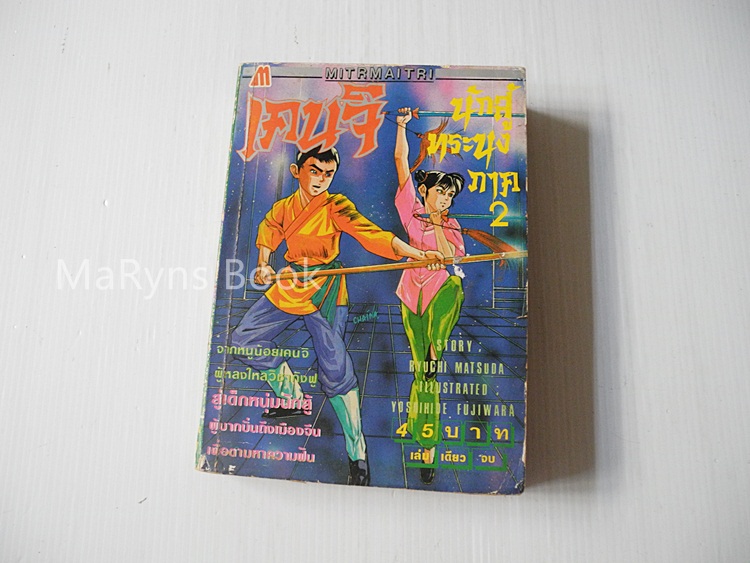 M
MITRMAITRI
เคนจิ
นักสู้
ทระนง
ภาค
2
MaRyns Book
จากหนูน้อยเคนจิ
ผู้หลงใหลวิชากังฟู
สู่เด็กหนุ่มนักสู้
ผู้บากบั่นถึงเมืองจีน
เพื่อตามหาความฝัน
STORY ;
RYUCHI MATSUDA
ILLUSTRATED ;
YOSHIHIDE FUJIWARA
45บาท
เล่มเดียวจบ
MaRyns Book